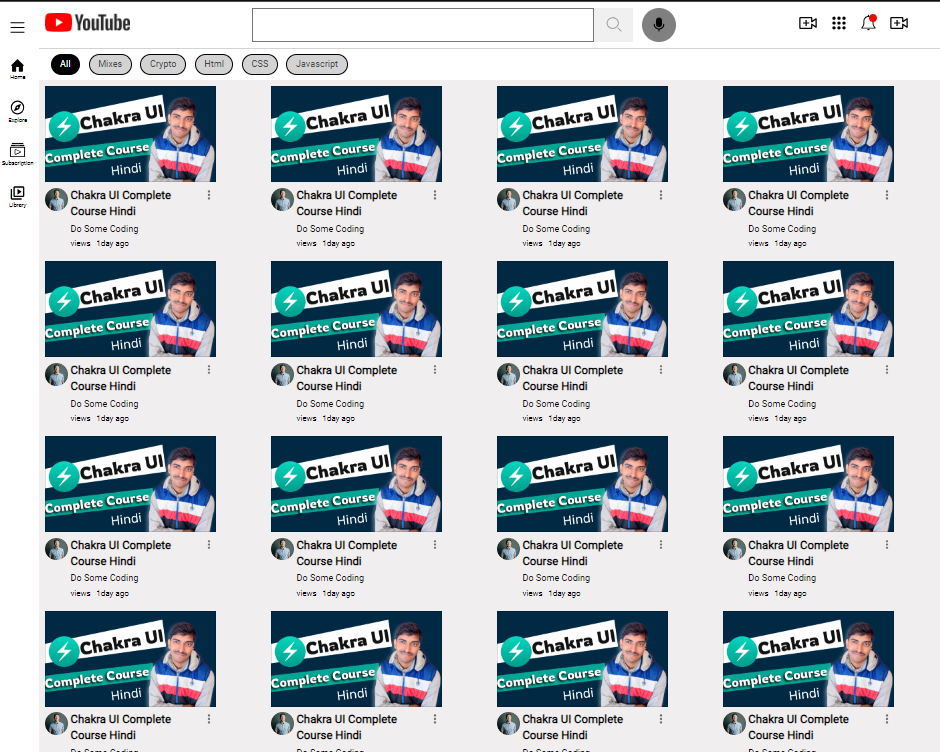 YouTube
All Mixes Crypto Html CSS Javascript
Home
Explore
Subscription
Library
Chakra UI Chakra UI Chakra UI Chakra UI
Complete Course Complete Course Complete Course Complete Course
Hindi Hindi Hindi Hindi
Chakra UI Complete Chakra UI Complete Chakra UI Complete Chakra UI Complete
Course Hindi Course Hindi Course Hindi Course Hindi
Do Some Coding Do Some Coding Do Some Coding Do Some Coding
views 1day ago views 1day ago views 1day ago views 1day ago
Chakra UI Chakra UI Chakra UI Chakra UI
Complete Course Complete Course Complete Course Complete Course
Hindi Hindi Hindi Hindi
Chakra UI Complete Chakra UI Complete Chakra UI Complete Chakra UI Complete
Course Hindi Course Hindi Course Hindi Course Hindi
Do Some Coding Do Some Coding Do Some Coding Do Some Coding
views 1day ago views 1day ago views 1day ago views 1day ago
Chakra UI Chakra UI Chakra UI Chakra UI
Complete Course Complete Course Complete Course Complete Course
Hindi Hindi Hindi Hindi
Chakra UI Complete Chakra UI Complete Chakra UI Complete Chakra UI Complete
Course Hindi Course Hindi Course Hindi Course Hindi
Do Some Coding Do Some Coding Do Some Coding Do Some Coding
views 1day ago views 1day ago views 1day ago views 1day ago
Chakra UI Chakra UI Chakra UI Chakra UI
Complete Course Complete Course Complete Course Complete Course
Hindi Hindi Hindi Hindi
Chakra UI Complete Chakra UI Complete Chakra UI Complete Chakra UI Complete
Course Hindi Course Hindi Course Hindi Course Hindi